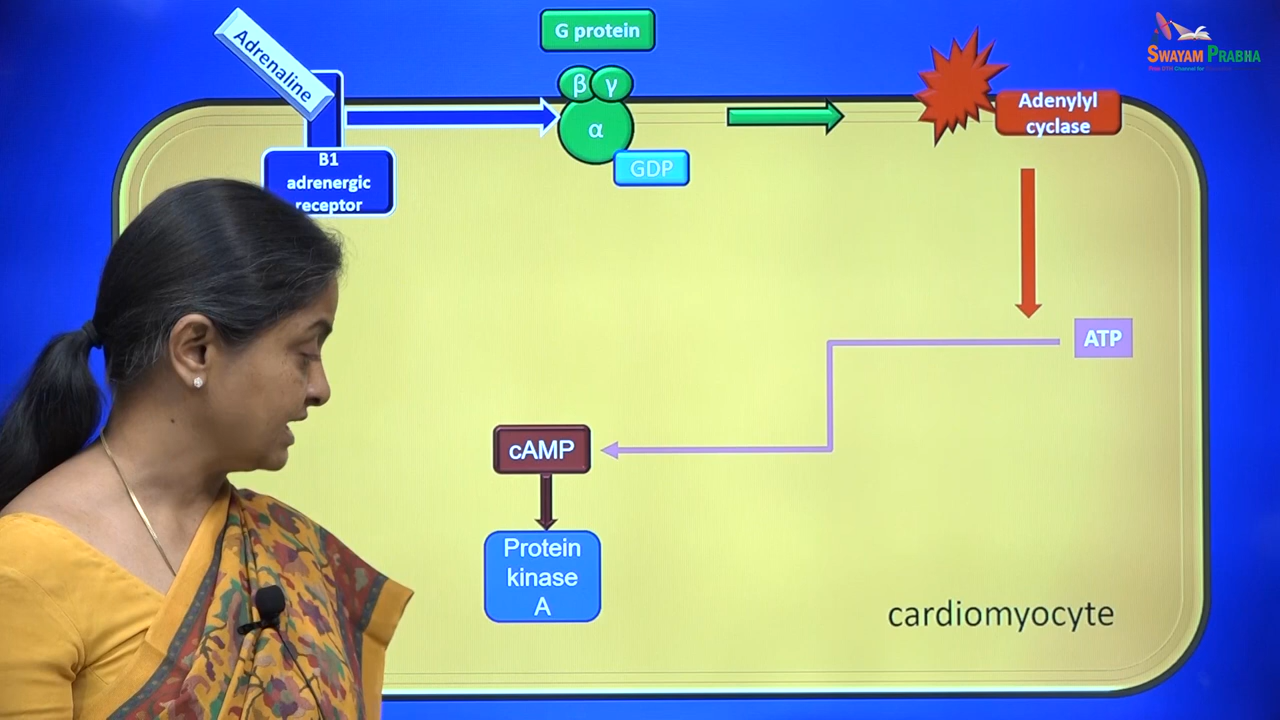 Adrenaline
G protein
β γ
α
GDP
B1
adrenergic
receptor
Adenylyl
cyclase
SWAYAM PRABHA
ATP
cAMP
Protein
kinase
A
cardiomyocyte